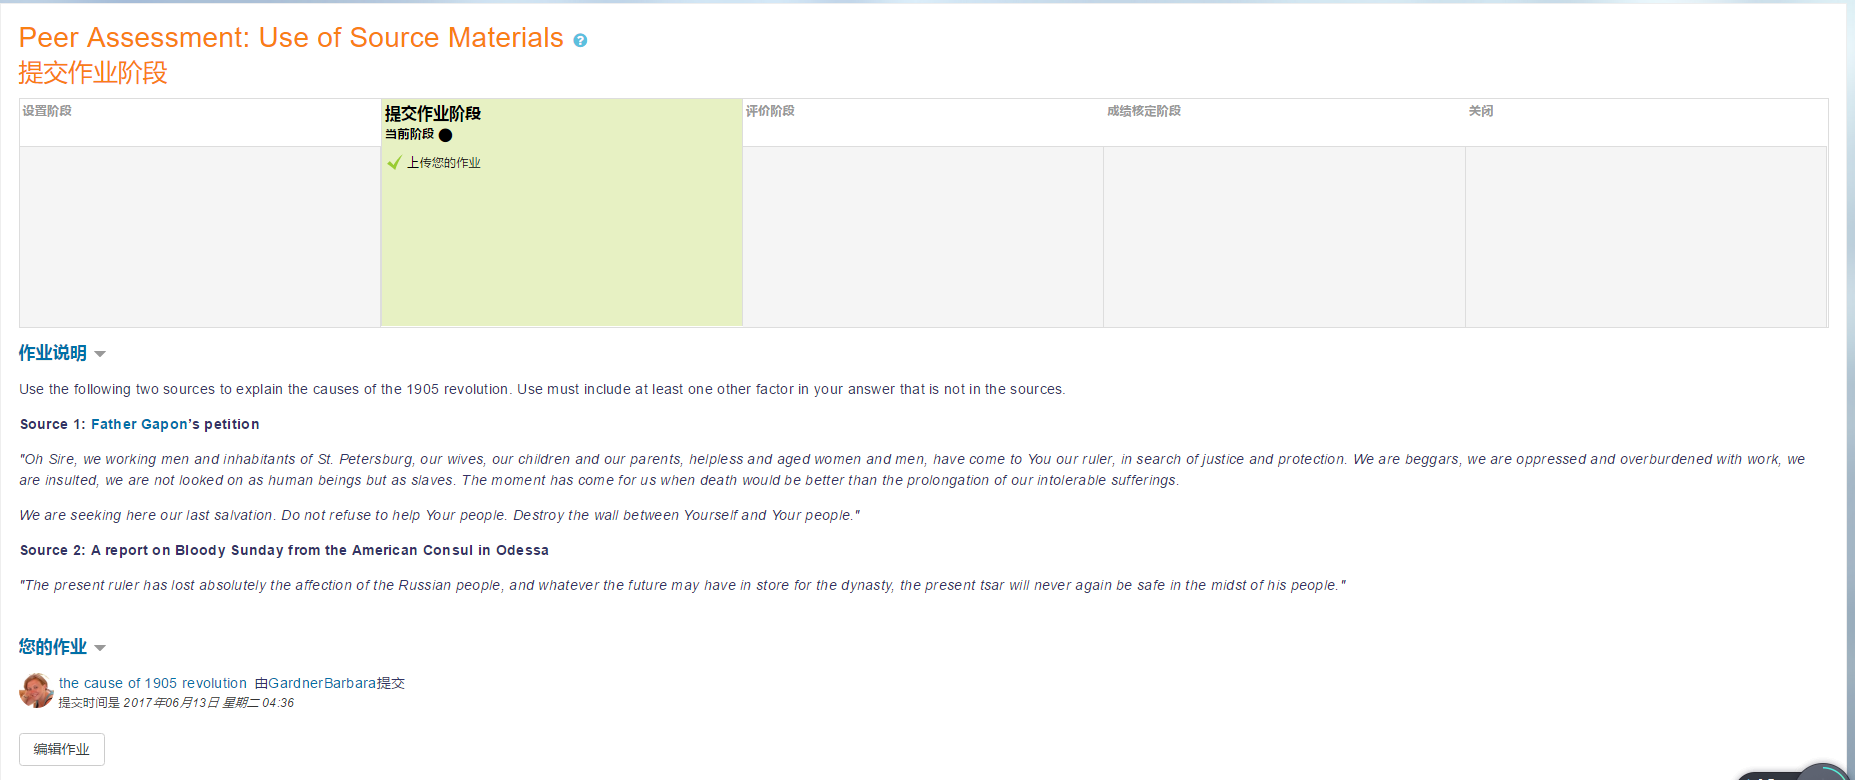 Peer Assessment: Use of Source Materials
提交作业阶段
设置阶段
提交作业阶段
当前阶段
上传您的作业
评价阶段
成绩核定阶段
关闭
作业说明
Use the following two sources to explain the causes of the 1905 revolution. Use must include at least one other factor in your answer that is not in the sources.
Source 1: Father Gapon's petition
"Oh Sire, we working men and inhabitants of St. Petersburg, our wives, our children and our parents, helpless and aged women and men, have come to You our ruler, in search of justice and protection. We are beggars, we are oppressed and overburdened with work, we
are insulted, we are not looked on as human beings but as slaves. The moment has come for us when death would be better than the prolongation of our intolerable sufferings.
We are seeking here our last salvation. Do not refuse to help Your people. Destroy the wall between Yourself and Your people."
Source 2: A report on Bloody Sunday from the American Consul in Odessa
"The present ruler has lost absolutely the affection of the Russian people, and whatever the future may have in store for the dynasty, the present tsar will never again be safe in the midst of his people."
您的作业
the cause of 1905 revolution 由GardnerBarbara提交
提交时间是 2017年06月13日 星期二 04:36
编辑作业